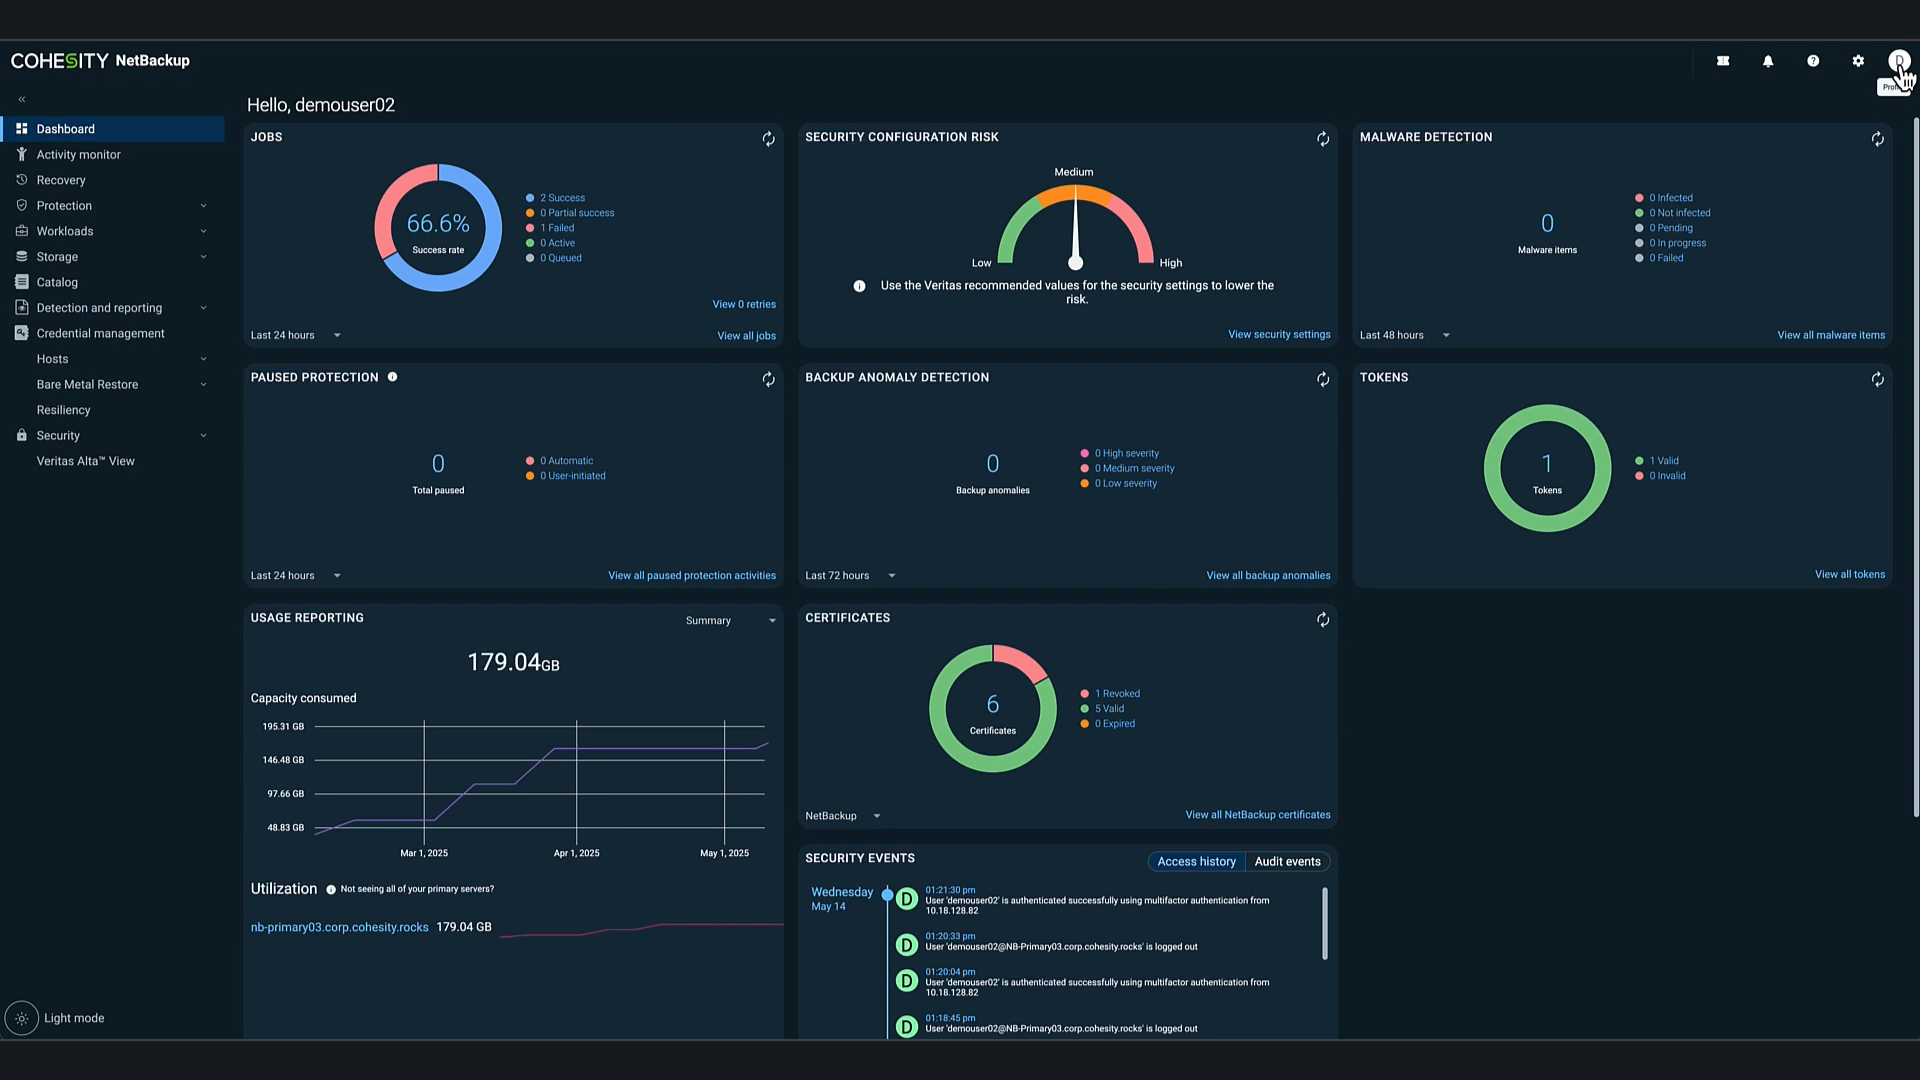 COHESITY NetBackup
D
«
Hello, demouser02
Dashboard
Activity monitor
Recovery
Protection
Workloads
Storage
Catalog
Detection and reporting
Credential management
Hosts
Bare Metal Restore
Resiliency
Security
Veritas Alta™ View
Light mode
JOBS
66.6%
Success rate
2 Success
0 Partial success
1 Failed
0 Active
0 Queued
View 0 retries
Last 24 hours
View all jobs
SECURITY CONFIGURATION RISK
Medium
Low
High
Use the Veritas recommended values for the security settings to lower the
risk.
View security settings
MALWARE DETECTION
0
Malware items
0 Infected
0 Not infected
0 Pending
0 In progress
0 Failed
Last 48 hours
View all malware items
PAUSED PROTECTION
0
Total paused
0 Automatic
0 User-initiated
Last 24 hours
View all paused protection activities
BACKUP ANOMALY DETECTION
0
Backup anomalies
0 High severity
0 Medium severity
0 Low severity
Last 72 hours
View all backup anomalies
TOKENS
1
Tokens
1 Valid
0 Invalid
View all tokens
USAGE REPORTING
Summary
179.04GB
Capacity consumed
195.31 GB
146.48 GB
97.66 GB
48.83 GB
Mar 1, 2025
Apr 1, 2025
May 1, 2025
Utilization
Not seeing all of your primary servers?
nb-primary03.corp.cohesity.rocks 179.04 GB
CERTIFICATES
6
Certificates
1 Revoked
5 Valid
0 Expired
NetBackup
View all NetBackup certificates
SECURITY EVENTS
Access history
Audit events
Wednesday
May 14
D
01:21:30 pm
User 'demouser02' is authenticated successfully using multifactor authentication from
10.18.128.82
D
01:20:33 pm
User 'demouser02@NB-Primary03.corp.cohesity.rocks' is logged out
D
01:20:04 pm
User 'demouser02' is authenticated successfully using multifactor authentication from
10.18.128.82
D
01:18:45 pm
User 'demouser02@NB-Primary03.corp.cohesity.rocks' is logged out